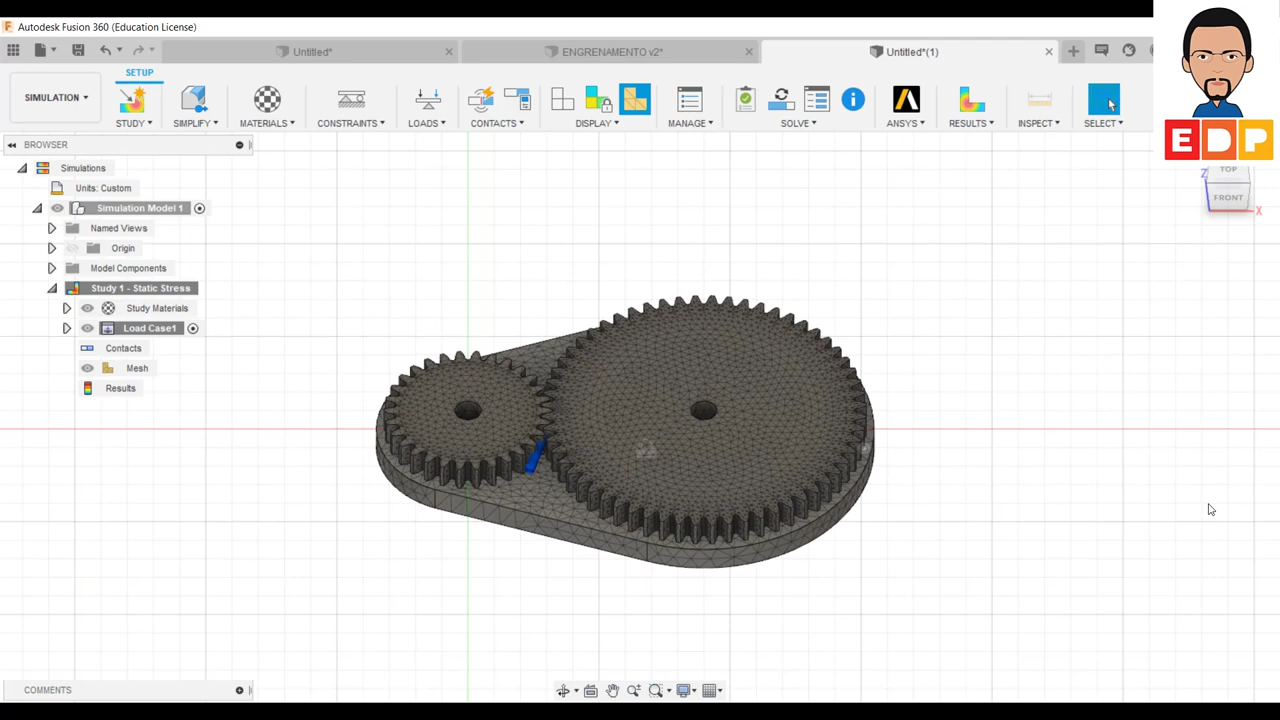 Autodesk Fusion 360 (Education License)
Untitled*
ENGRENAMENTO v2*
Untitled*(1)
SETUP
SIMULATION
STUDY
SIMPLIFY
MATERIALS
CONSTRAINTS
LOADS
CONTACTS
DISPLAY
MANAGE
SOLVE
ANSYS
RESULTS
INSPECT
SELECT
EDP
BROWSER
Simulations
Units: Custom
Simulation Model 1
Named Views
Origin
Model Components
Study 1 - Static Stress
Study Materials
Load Case1
Contacts
Mesh
Results
TOP
FRONT
Z
X
COMMENTS